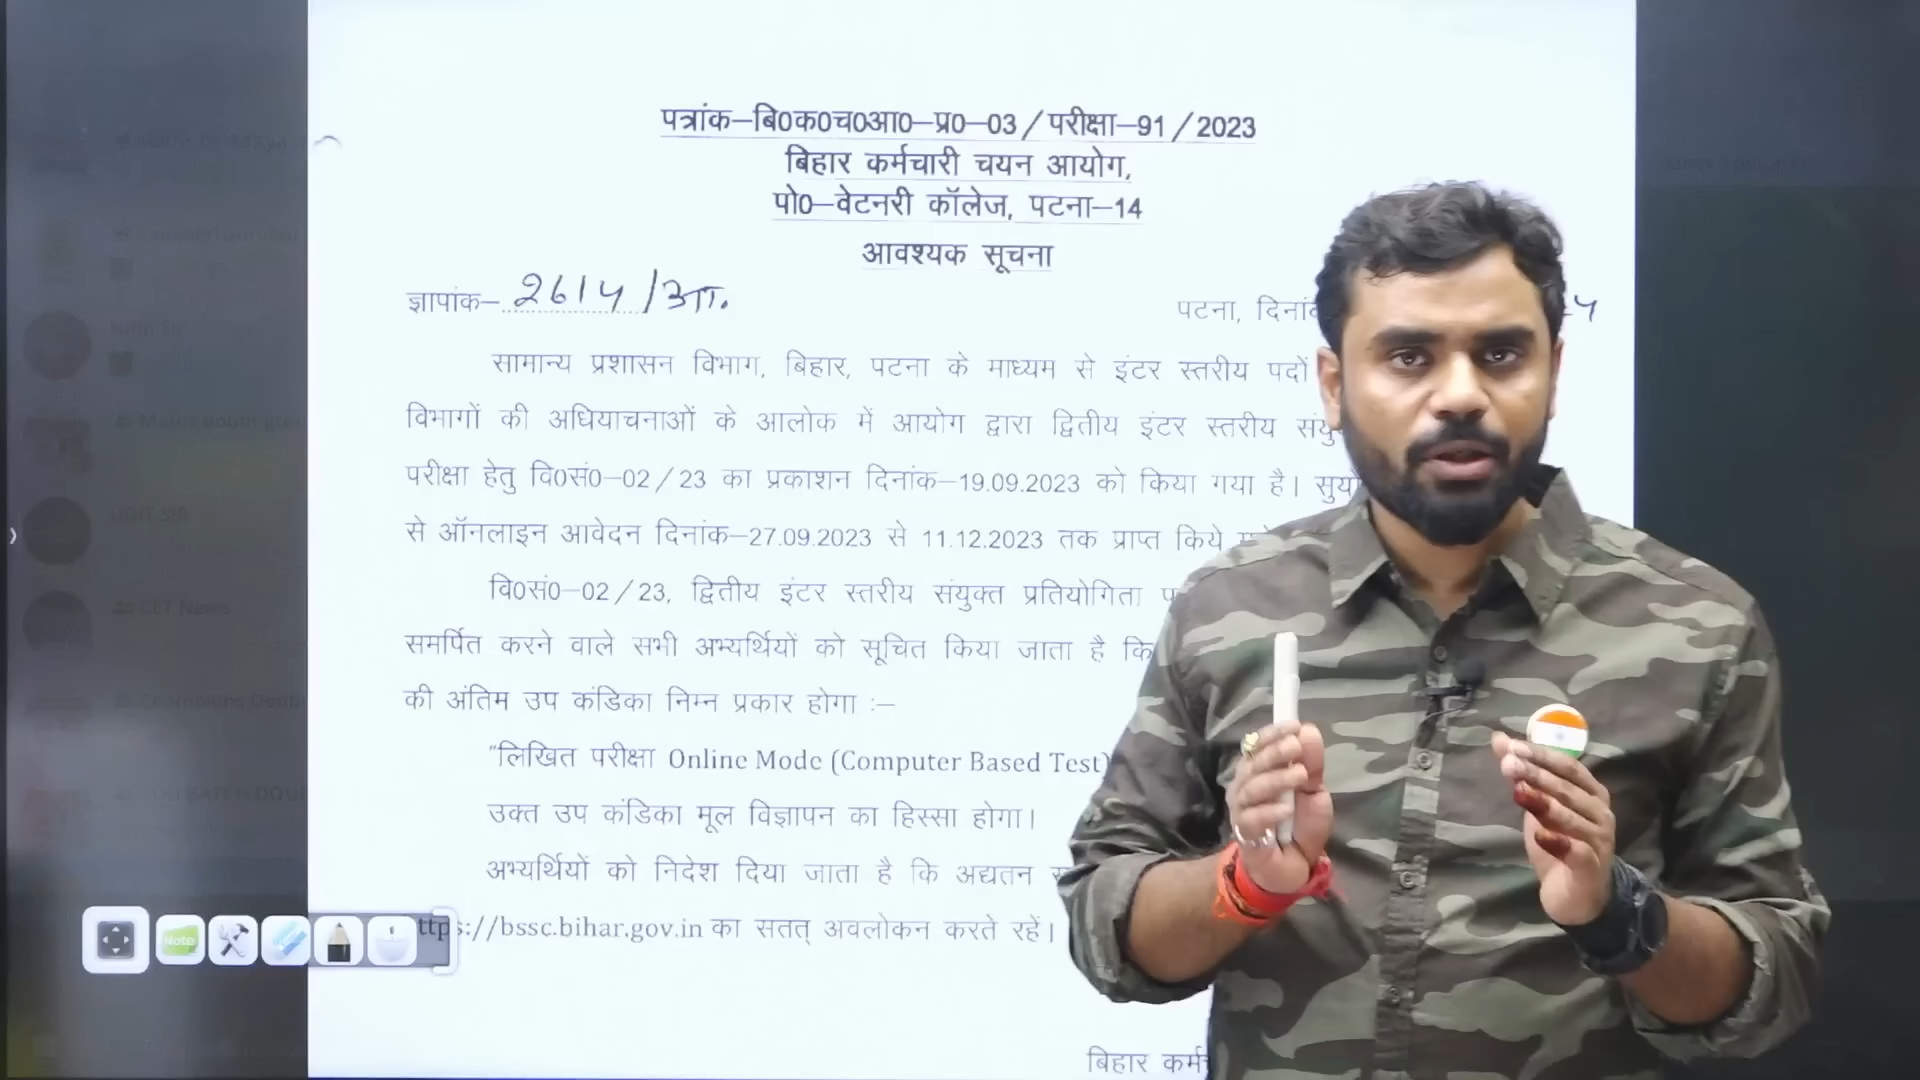 पत्रांक–बि0क0च0आ0–प्र0–03 / परीक्षा–91 / 2023
बिहार कर्मचारी चयन आयोग,
पो0–वेटनरी कॉलेज, पटना–14
आवश्यक सूचना
ज्ञापांक– 2614/आ.
पटना, दिनांक
सामान्य प्रशासन विभाग, बिहार, पटना के माध्यम से इंटर स्तरीय पदों
विभागों की अधियाचनाओं के आलोक में आयोग द्वारा द्वितीय इंटर स्तरीय
परीक्षा हेतु वि0सं0–02 / 23 का प्रकाशन दिनांक–19.09.2023 को किया गया है।
से ऑनलाइन आवेदन दिनांक–27.09.2023 से 11.12.2023 तक प्राप्त किये
वि0सं0–02 / 23, द्वितीय इंटर स्तरीय संयुक्त प्रतियोगिता
समर्पित करने वाले सभी अभ्यर्थियों को सूचित किया जाता है कि
की अंतिम उप कंडिका निम्न प्रकार होगा :–
"लिखित परीक्षा Online Mode (Computer Based Test)
उक्त उप कंडिका मूल विज्ञापन का हिस्सा होगा।
अभ्यर्थियों को निदेश दिया जाता है कि अद्यतन
ttps://bssc.bihar.gov.in का सतत् अवलोकन करते रहें।
Note
बिहार